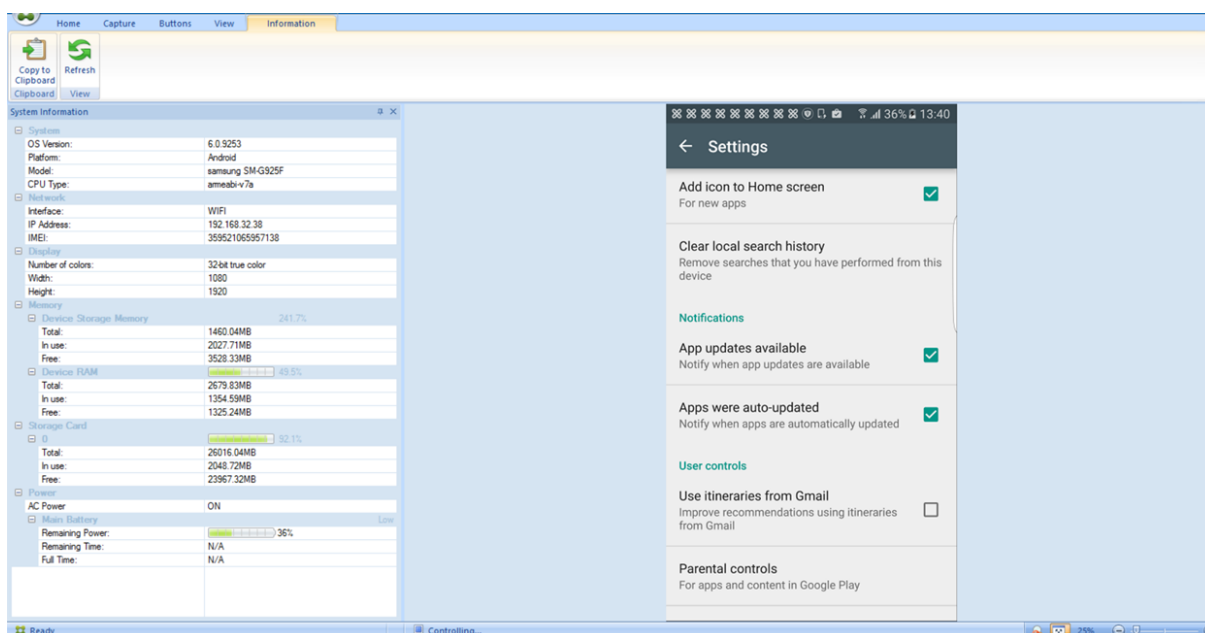 Home Capture Buttons View Information
Copy to Clipboard
Refresh
Clipboard View
System Information
System
OS Version: 6.0.9253
Platform: Android
Model: samsung SM-G925F
CPU Type: armeabi-v7a
Network
Interface: WIFI
IP Address: 192.168.32.38
IMEI: 359521065957138
Display
Number of colors: 32-bit true color
Width: 1080
Height: 1920
Memory
Device Storage Memory 241.7%
Total: 1460.04MB
In use: 2027.71MB
Free: 3528.33MB
Device RAM 49.5%
Total: 2679.83MB
In use: 1354.59MB
Free: 1325.24MB
Storage Card
0 92.1%
Total: 26016.04MB
In use: 2048.72MB
Free: 23967.32MB
Power
AC Power ON
Main Battery Low
Remaining Power: 36%
Remaining Time: N/A
Full Time: N/A
Ready
36% 13:40
Settings
Add icon to Home screen
For new apps
Clear local search history
Remove searches that you have performed from this
device
Notifications
App updates available
Notify when app updates are available
Apps were auto-updated
Notify when apps are automatically updated
User controls
Use itineraries from Gmail
Improve recommendations using itineraries
from Gmail
Parental controls
For apps and content in Google Play
Controlling...
25%